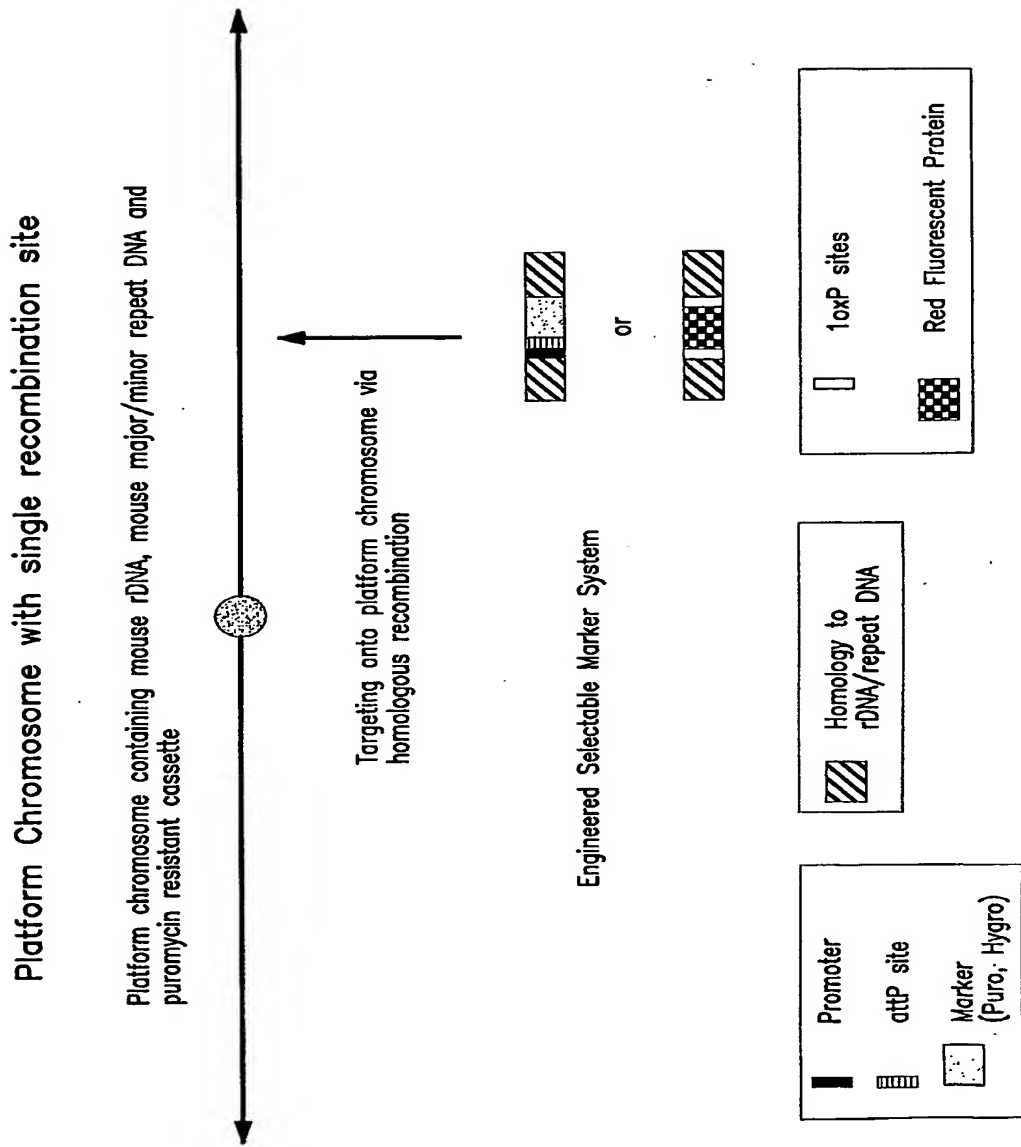 Platform Chromosome with single recombination site
Platform chromosome containing mouse rDNA, mouse major/minor repeat DNA and
puromycin resistant cassette
Targeting onto platform chromosome via
homologous recombination
Engineered Selectable Marker System
or
Promoter
attP site
Marker
(Puro, Hygro)
Homology to
rDNA/repeat DNA
1oxP sites
Red Fluorescent Protein